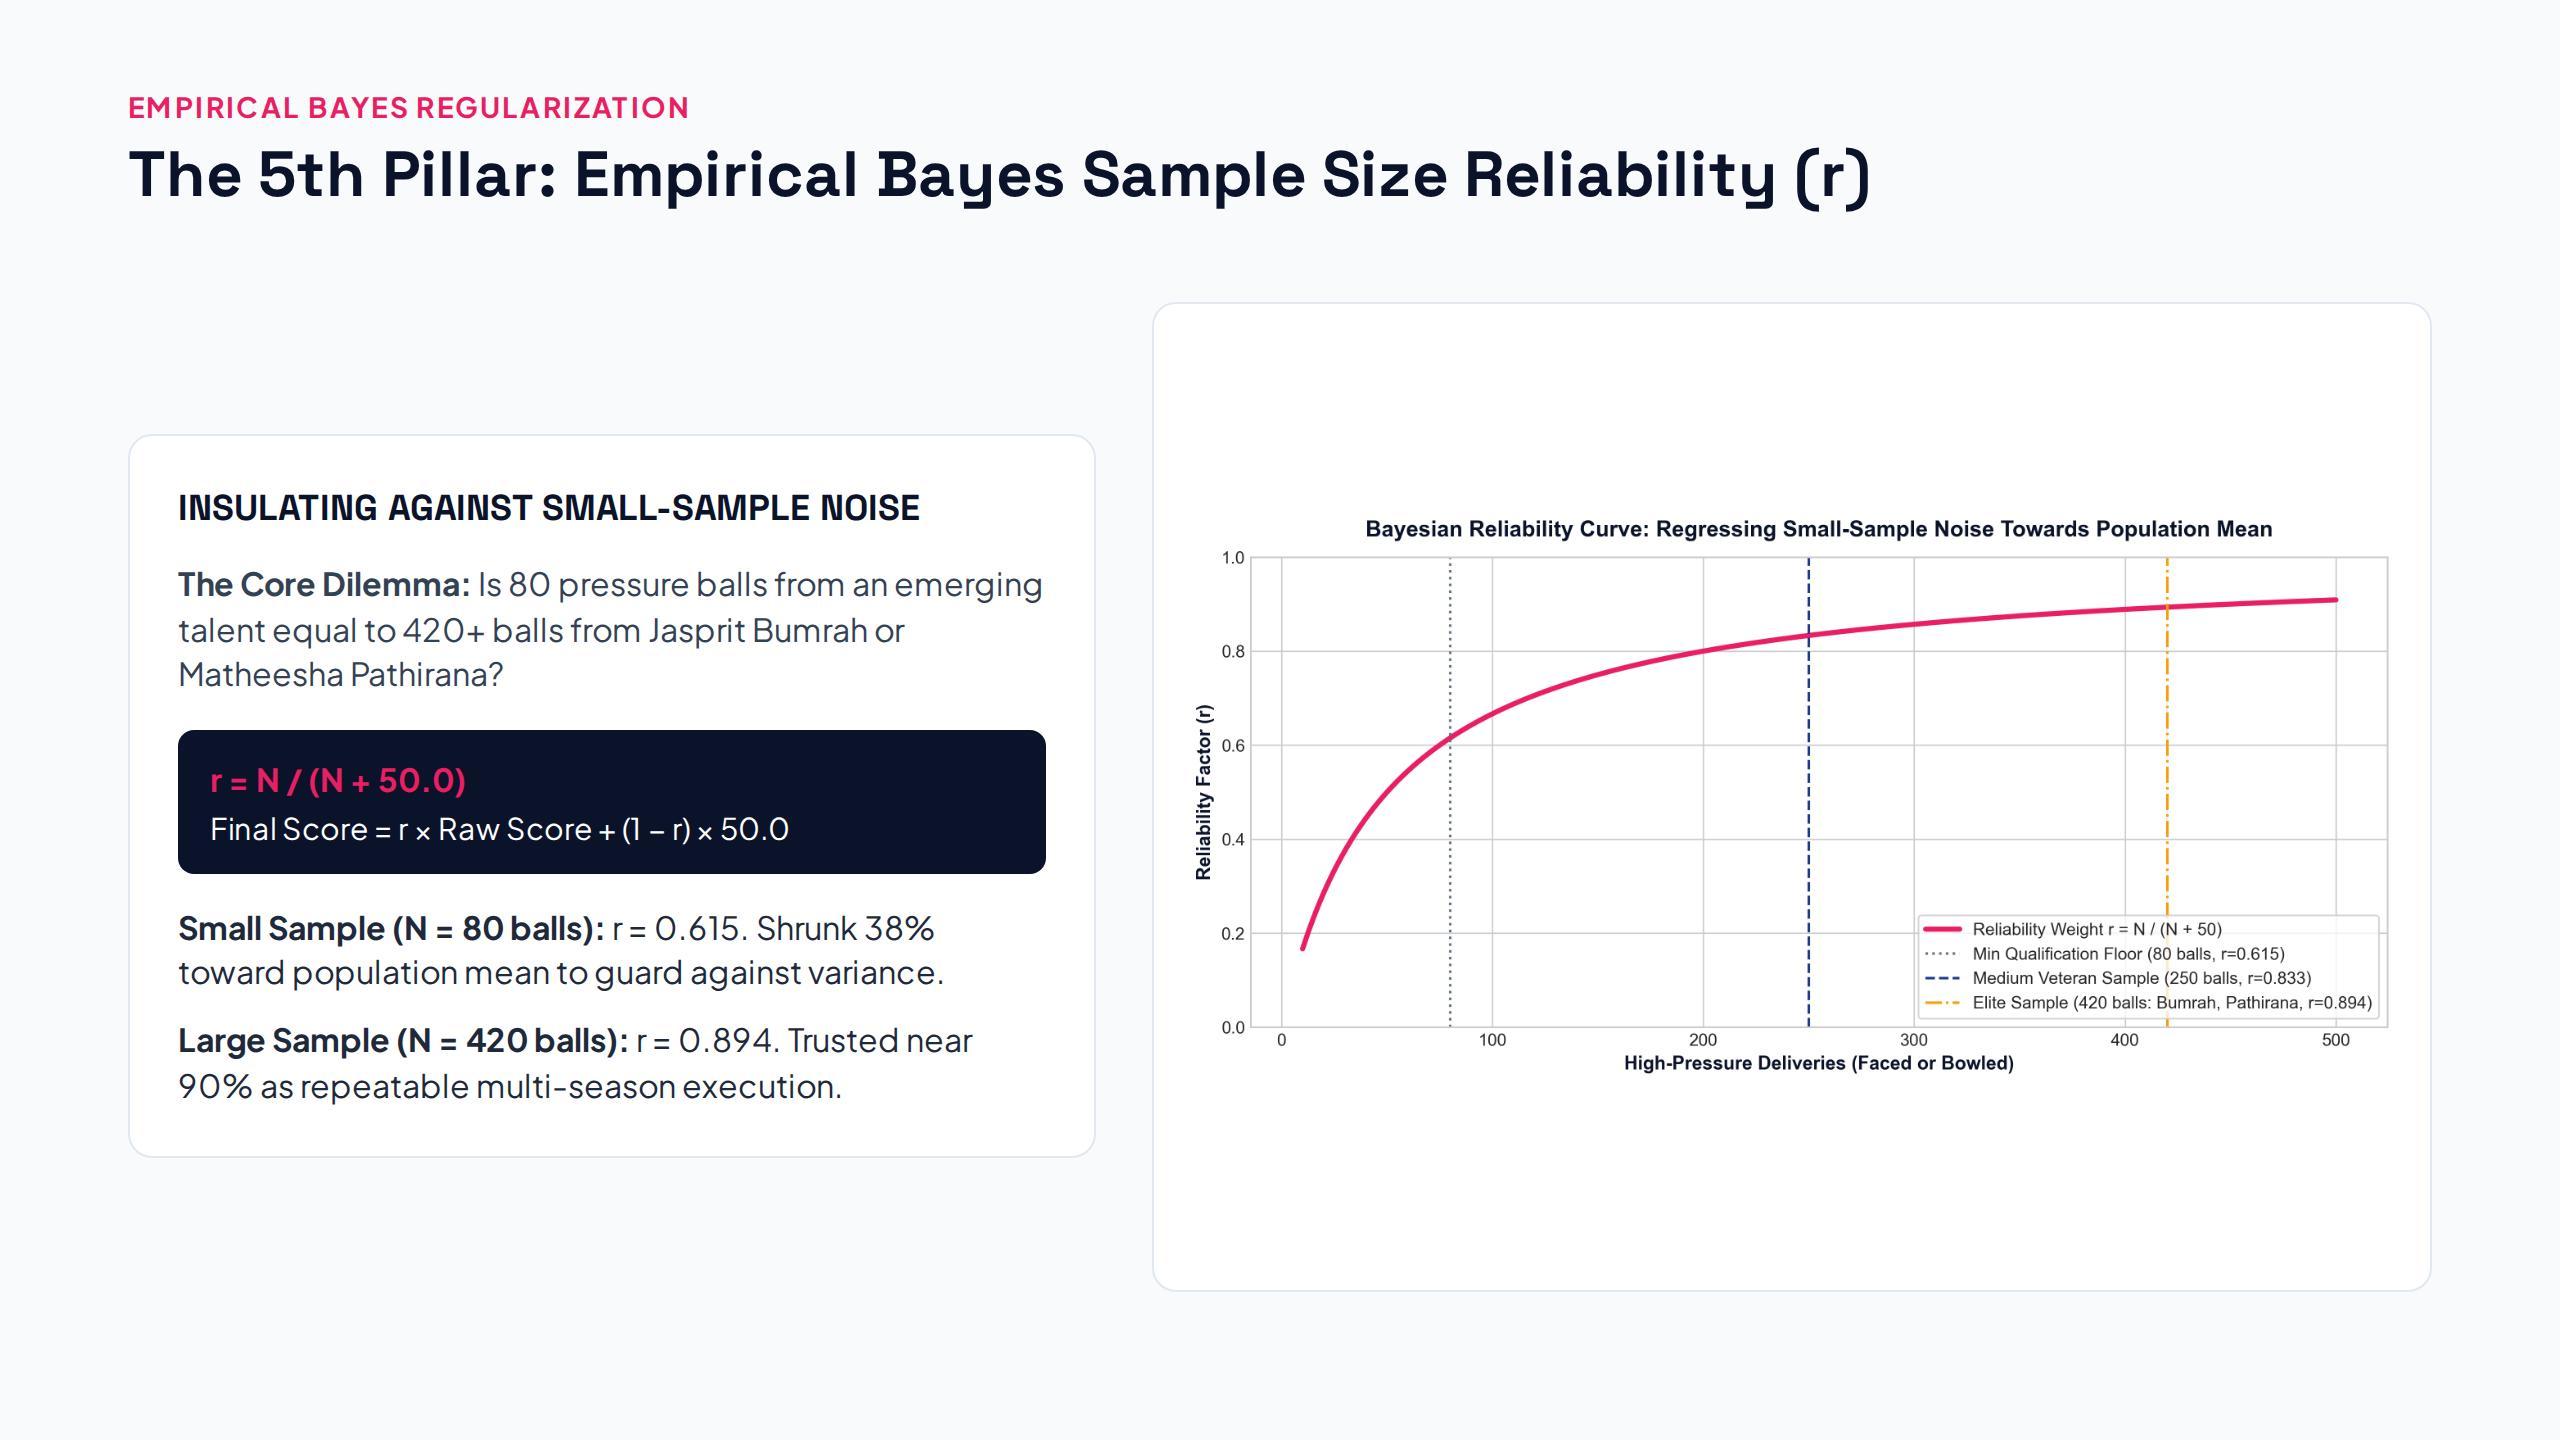 EMPIRICAL BAYES REGULARIZATION
The 5th Pillar: Empirical Bayes Sample Size Reliability (r)
INSULATING AGAINST SMALL-SAMPLE NOISE
The Core Dilemma: Is 80 pressure balls from an emerging
talent equal to 420+ balls from Jasprit Bumrah or
Matheesha Pathirana?
r = N / (N + 50.0)
Final Score = r × Raw Score + (1 − r) × 50.0
Small Sample (N = 80 balls): r = 0.615. Shrunk 38%
toward population mean to guard against variance.
Large Sample (N = 420 balls): r = 0.894. Trusted near
90% as repeatable multi-season execution.
Bayesian Reliability Curve: Regressing Small-Sample Noise Towards Population Mean
Reliability Factor (r)
1.0
0.8
0.6
0.4
0.2
0.0
Reliability Weight r = N / (N + 50)
Min Qualification Floor (80 balls, r=0.615)
Medium Veteran Sample (250 balls, r=0.833)
Elite Sample (420 balls: Bumrah, Pathirana, r=0.894)
0 100 200 300 400 500
High-Pressure Deliveries (Faced or Bowled)